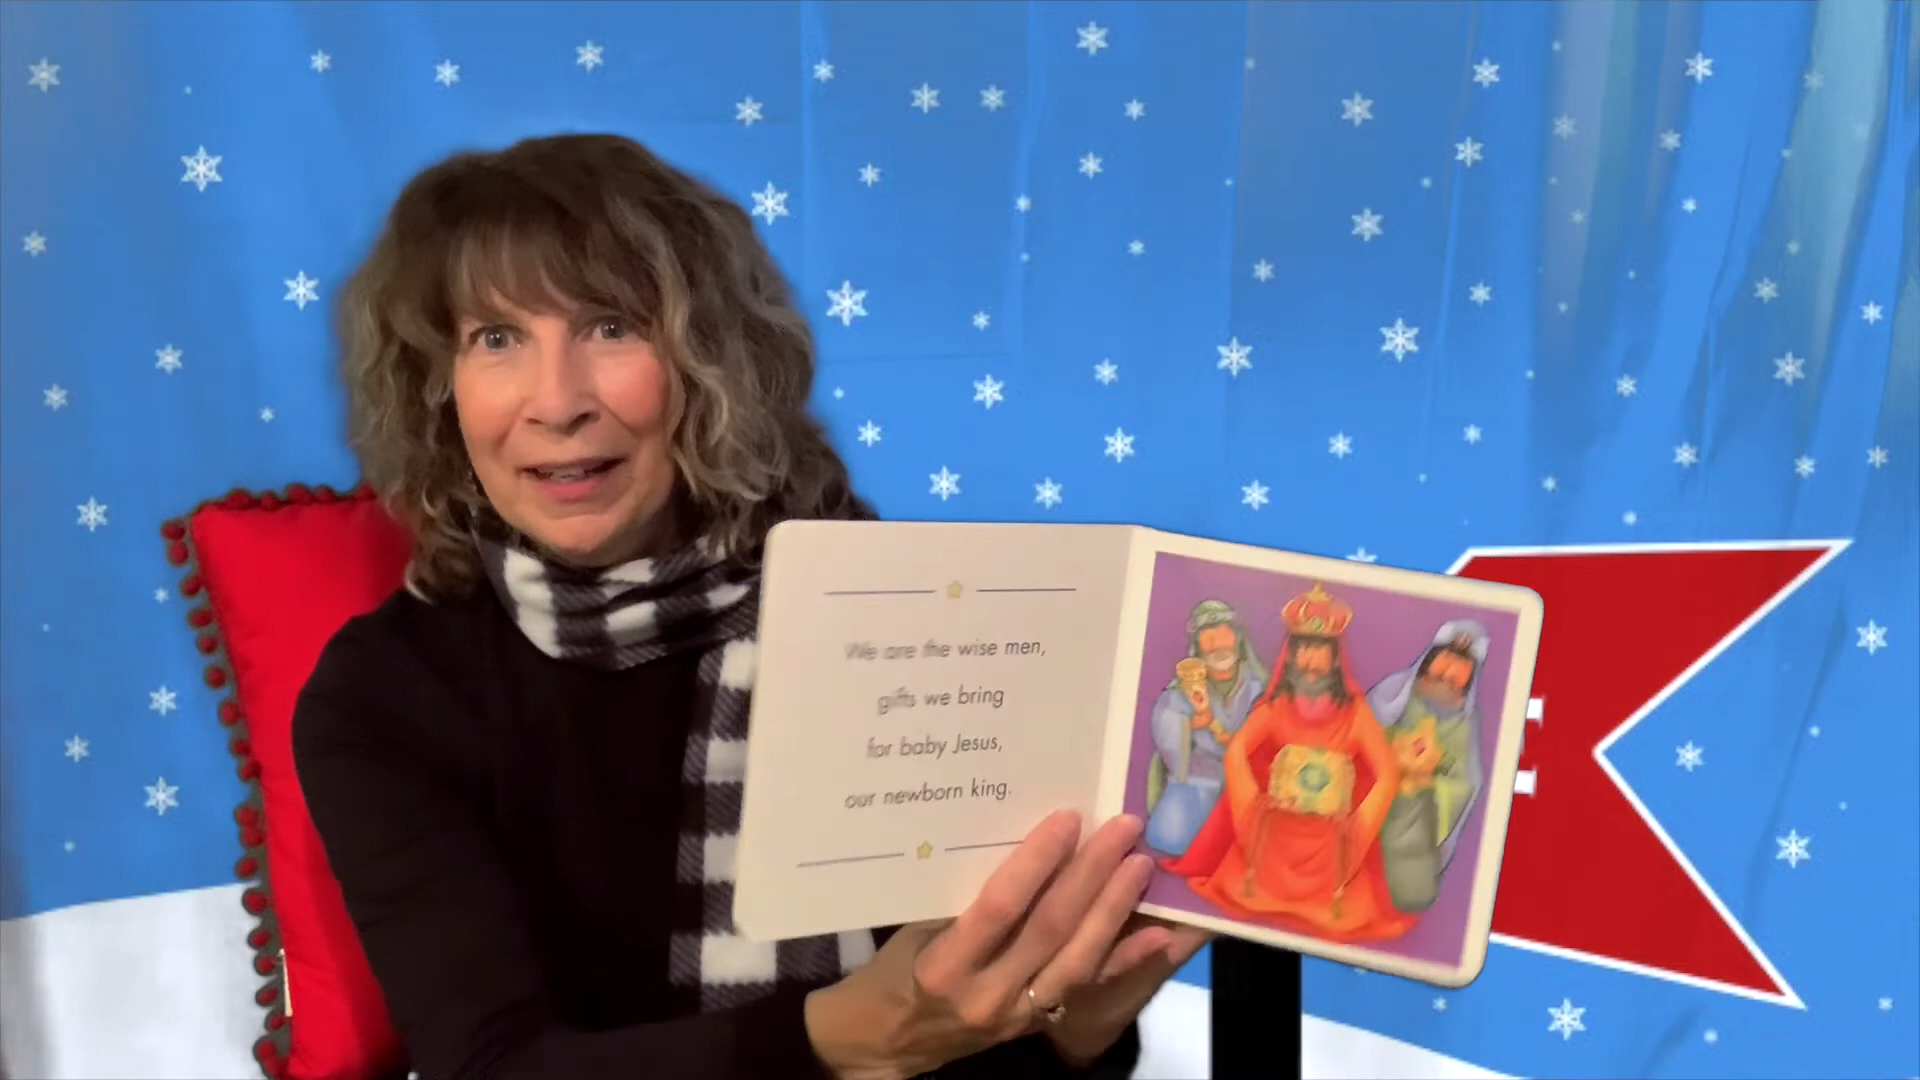 We are the wise men,
gifts we bring
for baby Jesus,
our newborn king.
E